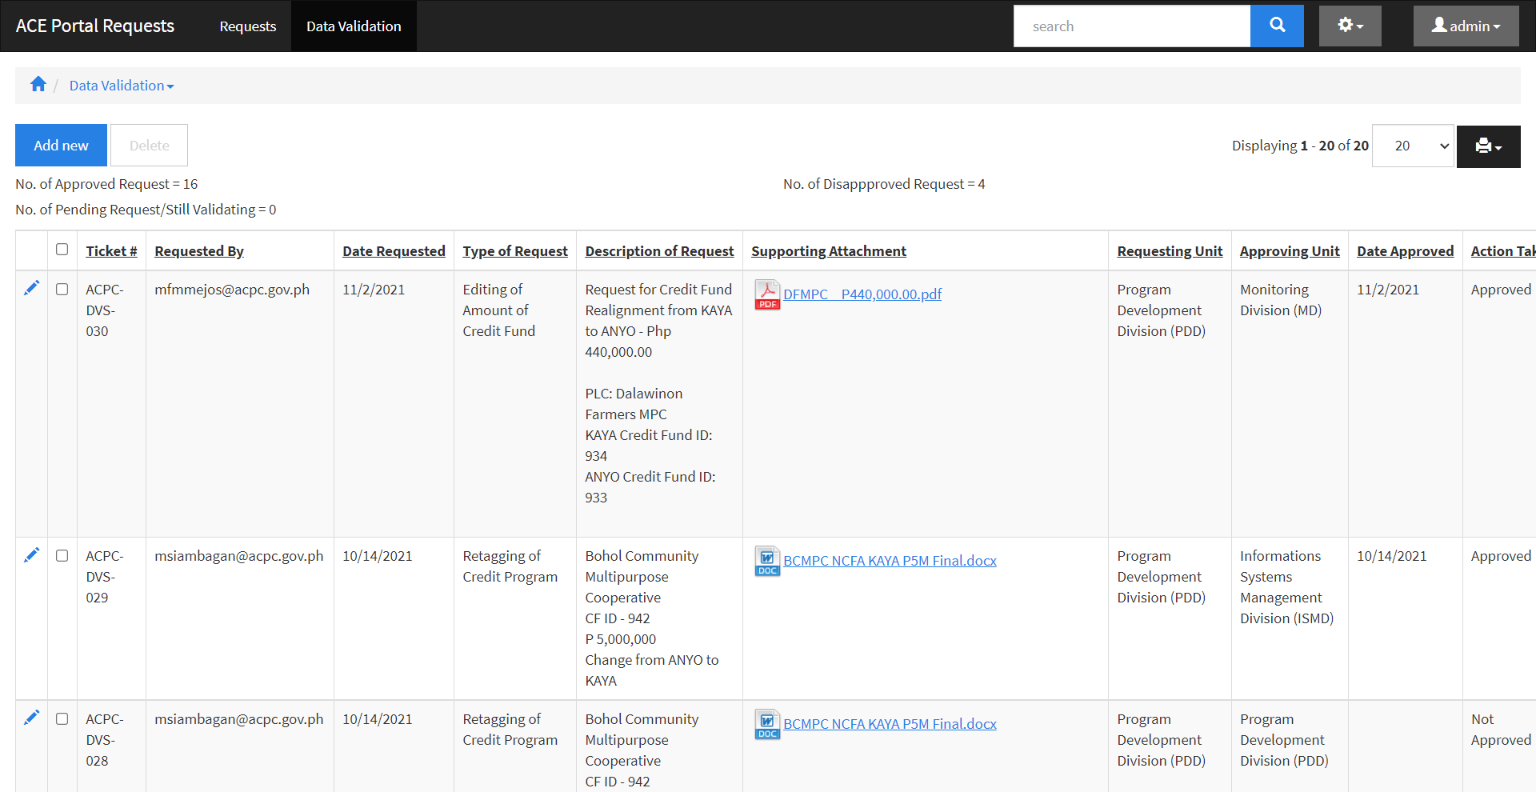 ACE Portal Requests Requests Data Validation search admin
/ Data Validation
Add new Delete Displaying 1 - 20 of 20 20
No. of Approved Request = 16 No. of Disappproved Request = 4
No. of Pending Request/Still Validating = 0
Ticket # Requested By Date Requested Type of Request Description of Request Supporting Attachment Requesting Unit Approving Unit Date Approved Action Tak
ACPC-
DVS-
030
mfmmejos@acpc.gov.ph
11/2/2021
Editing of
Amount of
Credit Fund
Request for Credit Fund
Realignment from KAYA
to ANYO - Php
440,000.00
PLC: Dalawinon
Farmers MPC
KAYA Credit Fund ID:
934
ANYO Credit Fund ID:
933
PDF
DFMPC _ P440,000.00.pdf
Program
Development
Division (PDD)
Monitoring
Division (MD)
11/2/2021
Approved
ACPC-
DVS-
029
msiambagan@acpc.gov.ph
10/14/2021
Retagging of
Credit Program
Bohol Community
Multipurpose
Cooperative
CF ID - 942
P 5,000,000
Change from ANYO to
KAYA
W
DOC
BCMPC NCFA KAYA P5M Final.docx
Program
Development
Division (PDD)
Informations
Systems
Management
Division (ISMD)
10/14/2021
Approved
ACPC-
DVS-
028
msiambagan@acpc.gov.ph
10/14/2021
Retagging of
Credit Program
Bohol Community
Multipurpose
Cooperative
CF ID - 942
W
DOC
BCMPC NCFA KAYA P5M Final.docx
Program
Development
Division (PDD)
Program
Development
Division (PDD)
Not
Approved